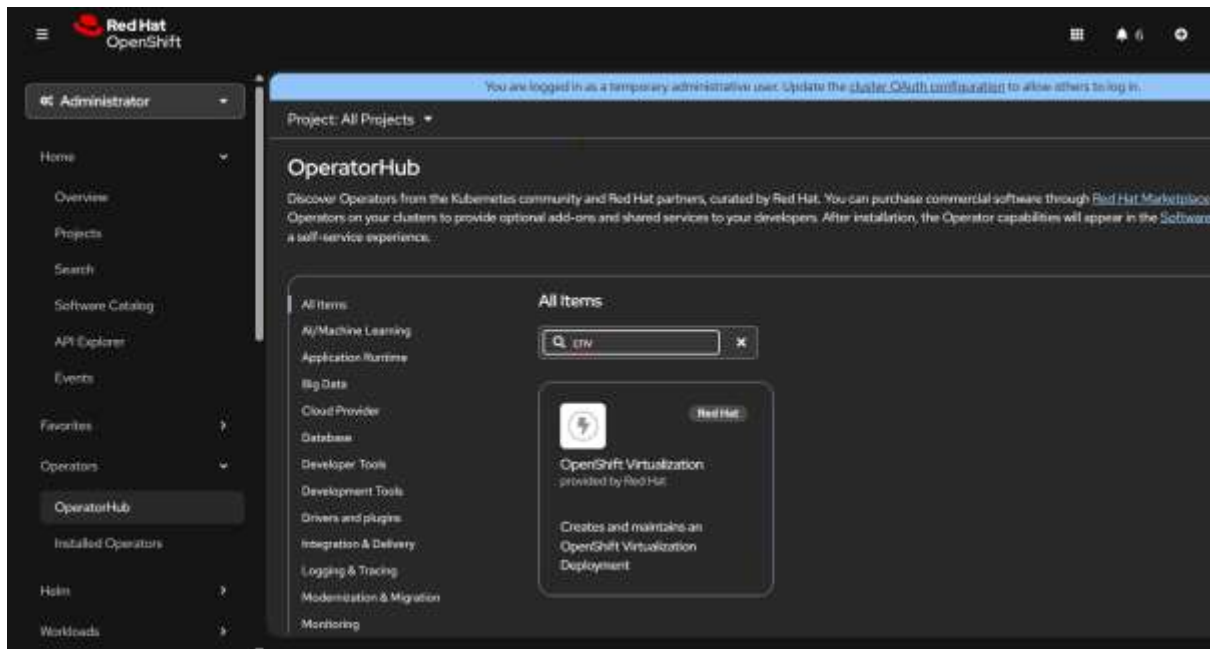 Red Hat
OpenShift
6
You are logged in as a temporary administrative user. Update the cluster OAuth configuration to allow others to log in.
Administrator
Project: All Projects
Home
Overview
Projects
Search
Software Catalog
API Explorer
Events
Favorites
Operators
OperatorHub
Installed Operators
Helm
Workloads
OperatorHub
Discover Operators from the Kubernetes community and Red Hat partners, curated by Red Hat. You can purchase commercial software through Red Hat Marketplace
Operators on your clusters to provide optional add-ons and shared services to your developers. After installation, the Operator capabilities will appear in the Software
a self-service experience.
All Items
AI/Machine Learning
Application Runtime
Big Data
Cloud Provider
Database
Developer Tools
Development Tools
Drivers and plugins
Integration & Delivery
Logging & Tracing
Modernization & Migration
Monitoring
All Items
cnv
Red Hat
OpenShift Virtualization
provided by Red Hat
Creates and maintains an
OpenShift Virtualization
Deployment